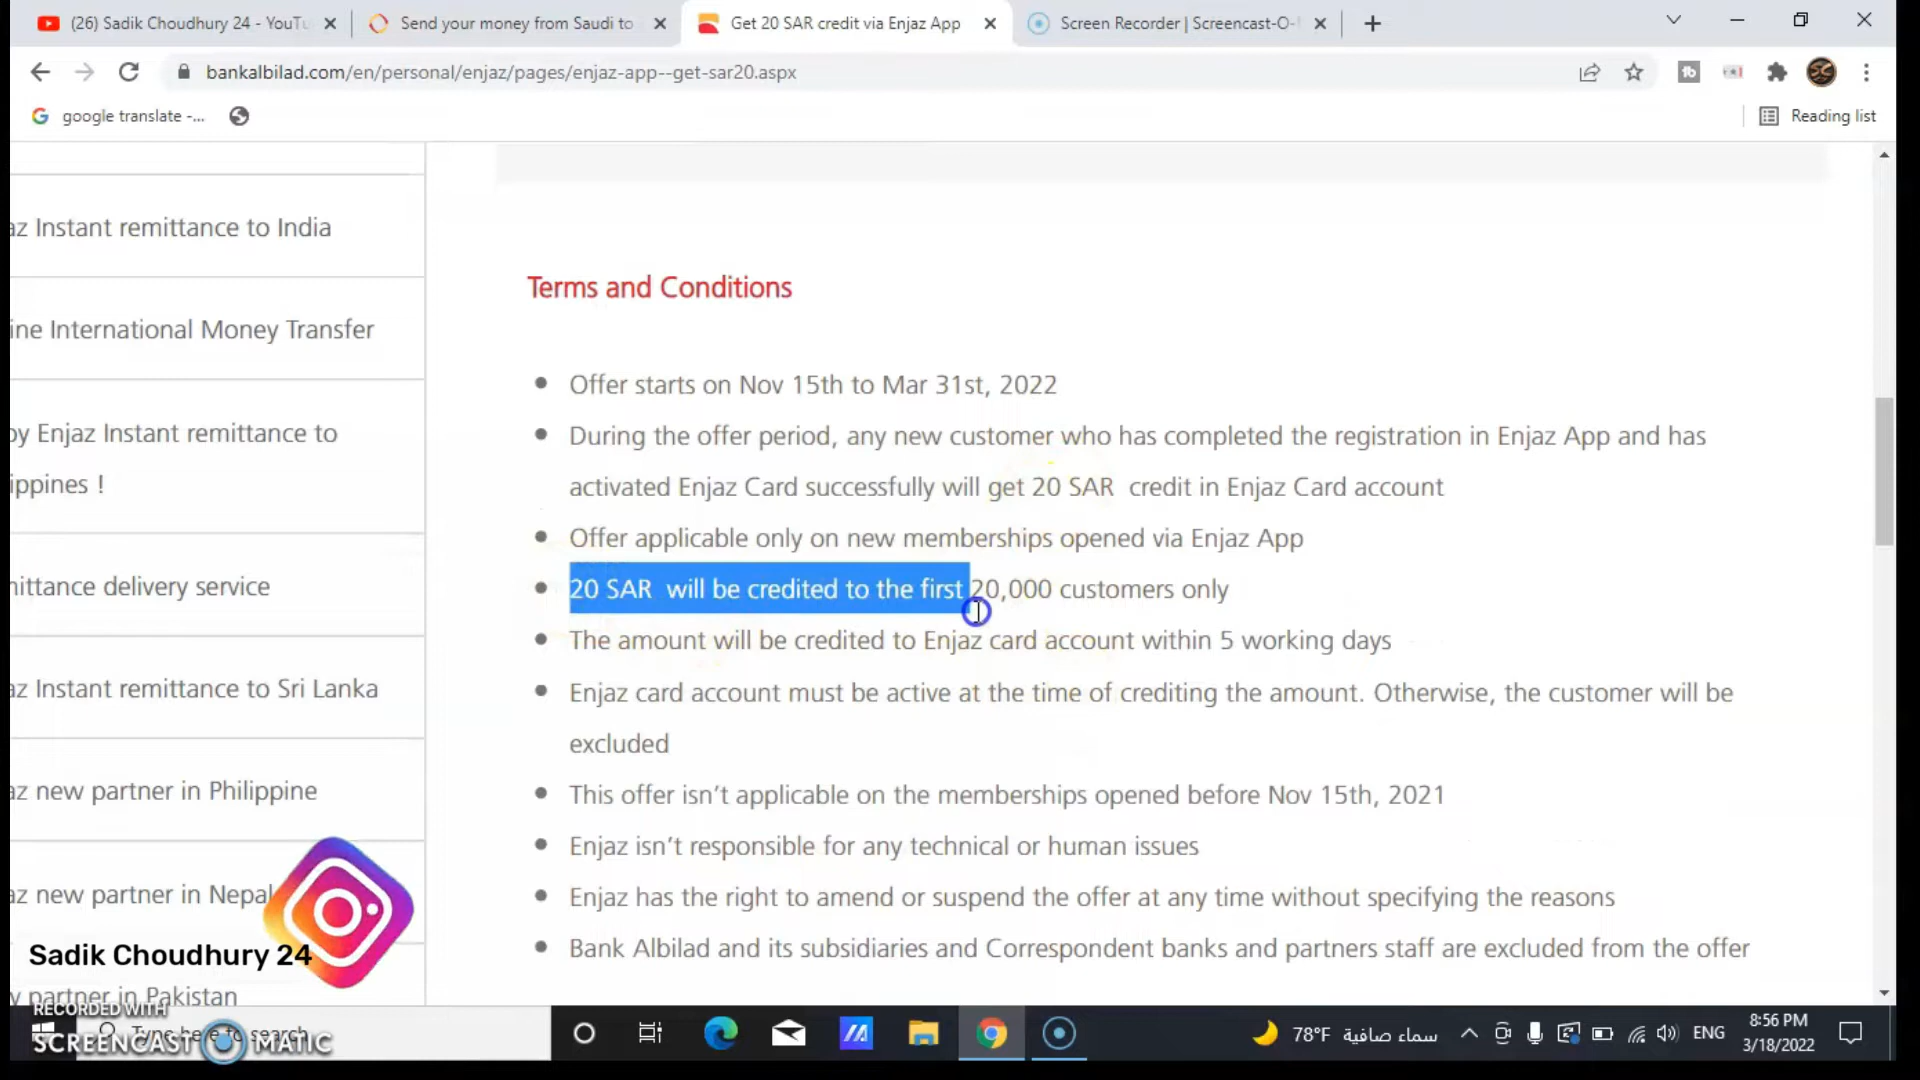 (26) Sadik Choudhury 24 - YouTu
Send your money from Saudi to
Get 20 SAR credit via Enjaz App
Screen Recorder | Screencast-O-
bankalbilad.com/en/personal/enjaz/pages/enjaz-app--get-sar20.aspx
google translate -...
Reading list
az Instant remittance to India
ine International Money Transfer
by Enjaz Instant remittance to
ippines !
mittance delivery service
az Instant remittance to Sri Lanka
az new partner in Philippine
az new partner in Nepal
partner in Pakistan
Terms and Conditions
Offer starts on Nov 15th to Mar 31st, 2022
During the offer period, any new customer who has completed the registration in Enjaz App and has
activated Enjaz Card successfully will get 20 SAR credit in Enjaz Card account
Offer applicable only on new memberships opened via Enjaz App
20 SAR will be credited to the first 20,000 customers only
The amount will be credited to Enjaz card account within 5 working days
Enjaz card account must be active at the time of crediting the amount. Otherwise, the customer will be
excluded
This offer isn't applicable on the memberships opened before Nov 15th, 2021
Enjaz isn't responsible for any technical or human issues
Enjaz has the right to amend or suspend the offer at any time without specifying the reasons
Bank Albilad and its subsidiaries and Correspondent banks and partners staff are excluded from the offer
Sadik Choudhury 24
RECORDED WITH
SCREENCAST MATIC
Type here to search
78°F سماء صافية
ENG
8:56 PM
3/18/2022